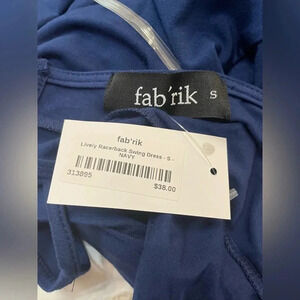 fab'rik S
fab'rik
Lively Racerback Swing Dress - S -
NAVY
313895
$38.00